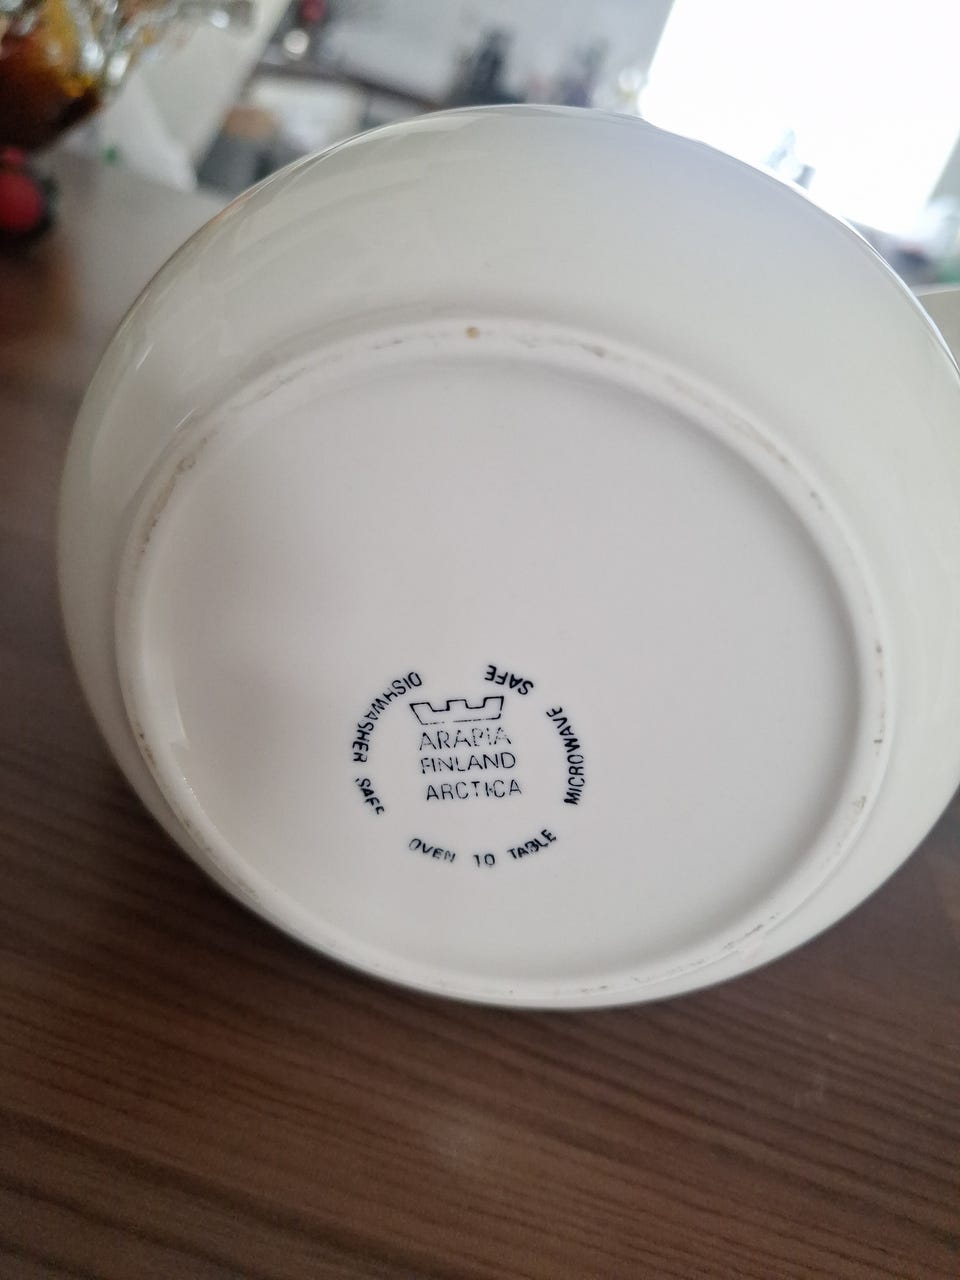 ARABIA
FINLAND
ARCTICA
DISHWASHER SAFE
OVEN TO TABLE
MICROWAVE SAFE